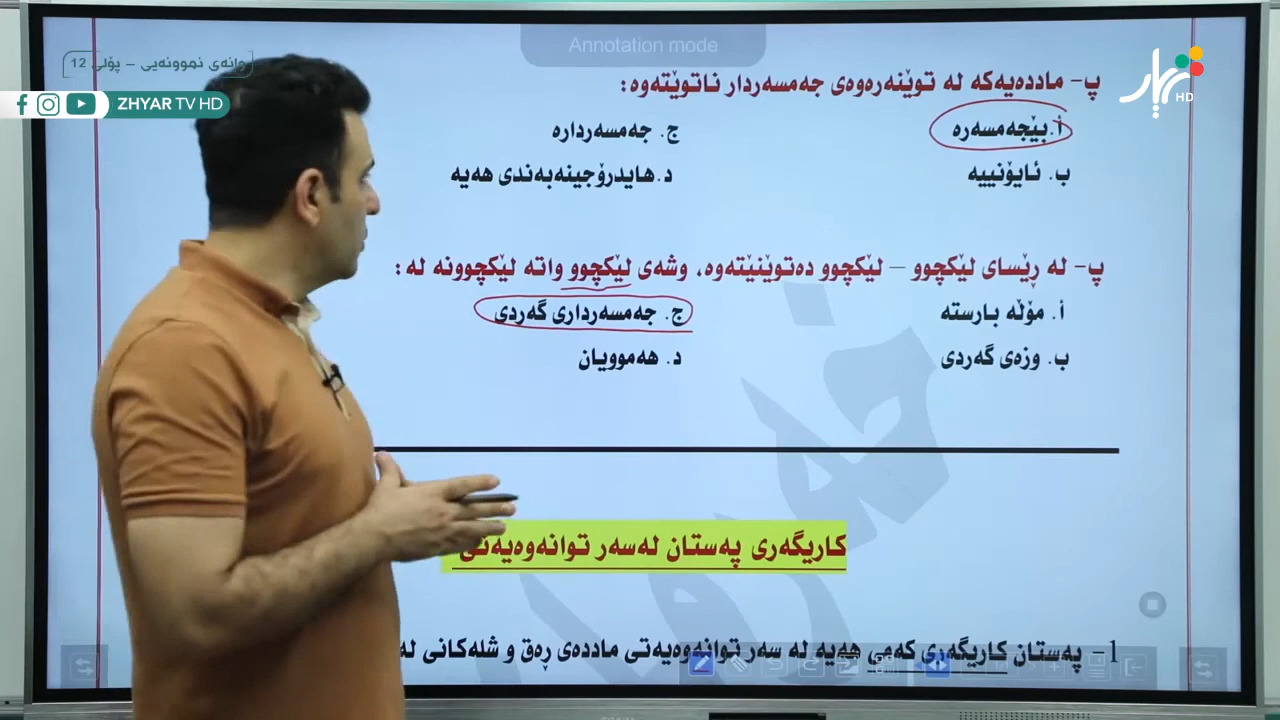 Annotation mode
وانەی نموونەیی – پۆلی 12
ZHYAR TV HD
ژیار HD
پ- ماددەیەکە لە توێنەرەوەی جەمسەردار ناتوێتەوە:
أ. بێجەمسەرە
ج. جەمسەردارە
ب. ئایۆنییە
د. هایدرۆجینەبەندی هەیە
پ- لە ڕێسای لێکچوو – لێکچوو دەتوێنێتەوە، وشەی لێکچوو واتە لێکچوونە لە:
أ. مۆڵە بارستە
ج. جەمسەرداری گەردی
ب. وزەی گەردی
د. هەموویان
کاریگەری پەستان لەسەر توانەوەیەتی
1- پەستان کاریگەری کەمی هەیە لە سەر توانەوەیەتی ماددەی ڕەق و شلەکانی لە